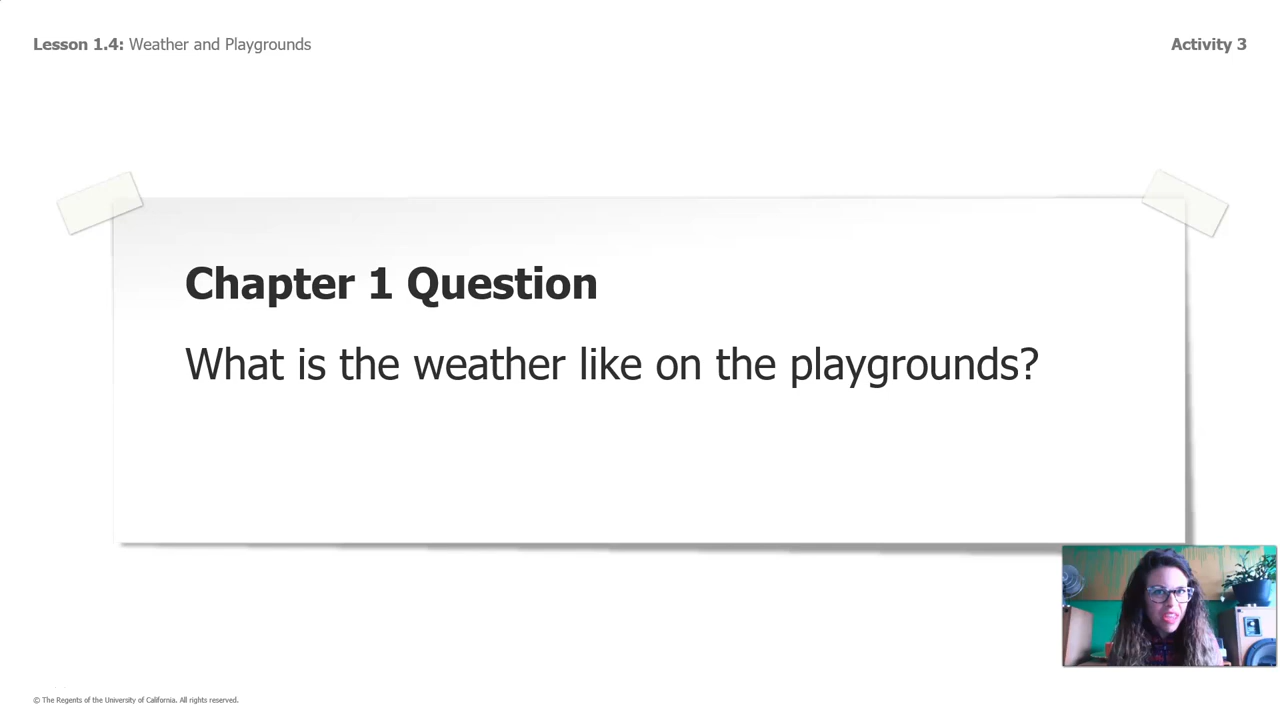 Lesson 1.4: Weather and Playgrounds
Activity 3
Chapter 1 Question
What is the weather like on the playgrounds?
© The Regents of the University of California. All rights reserved.